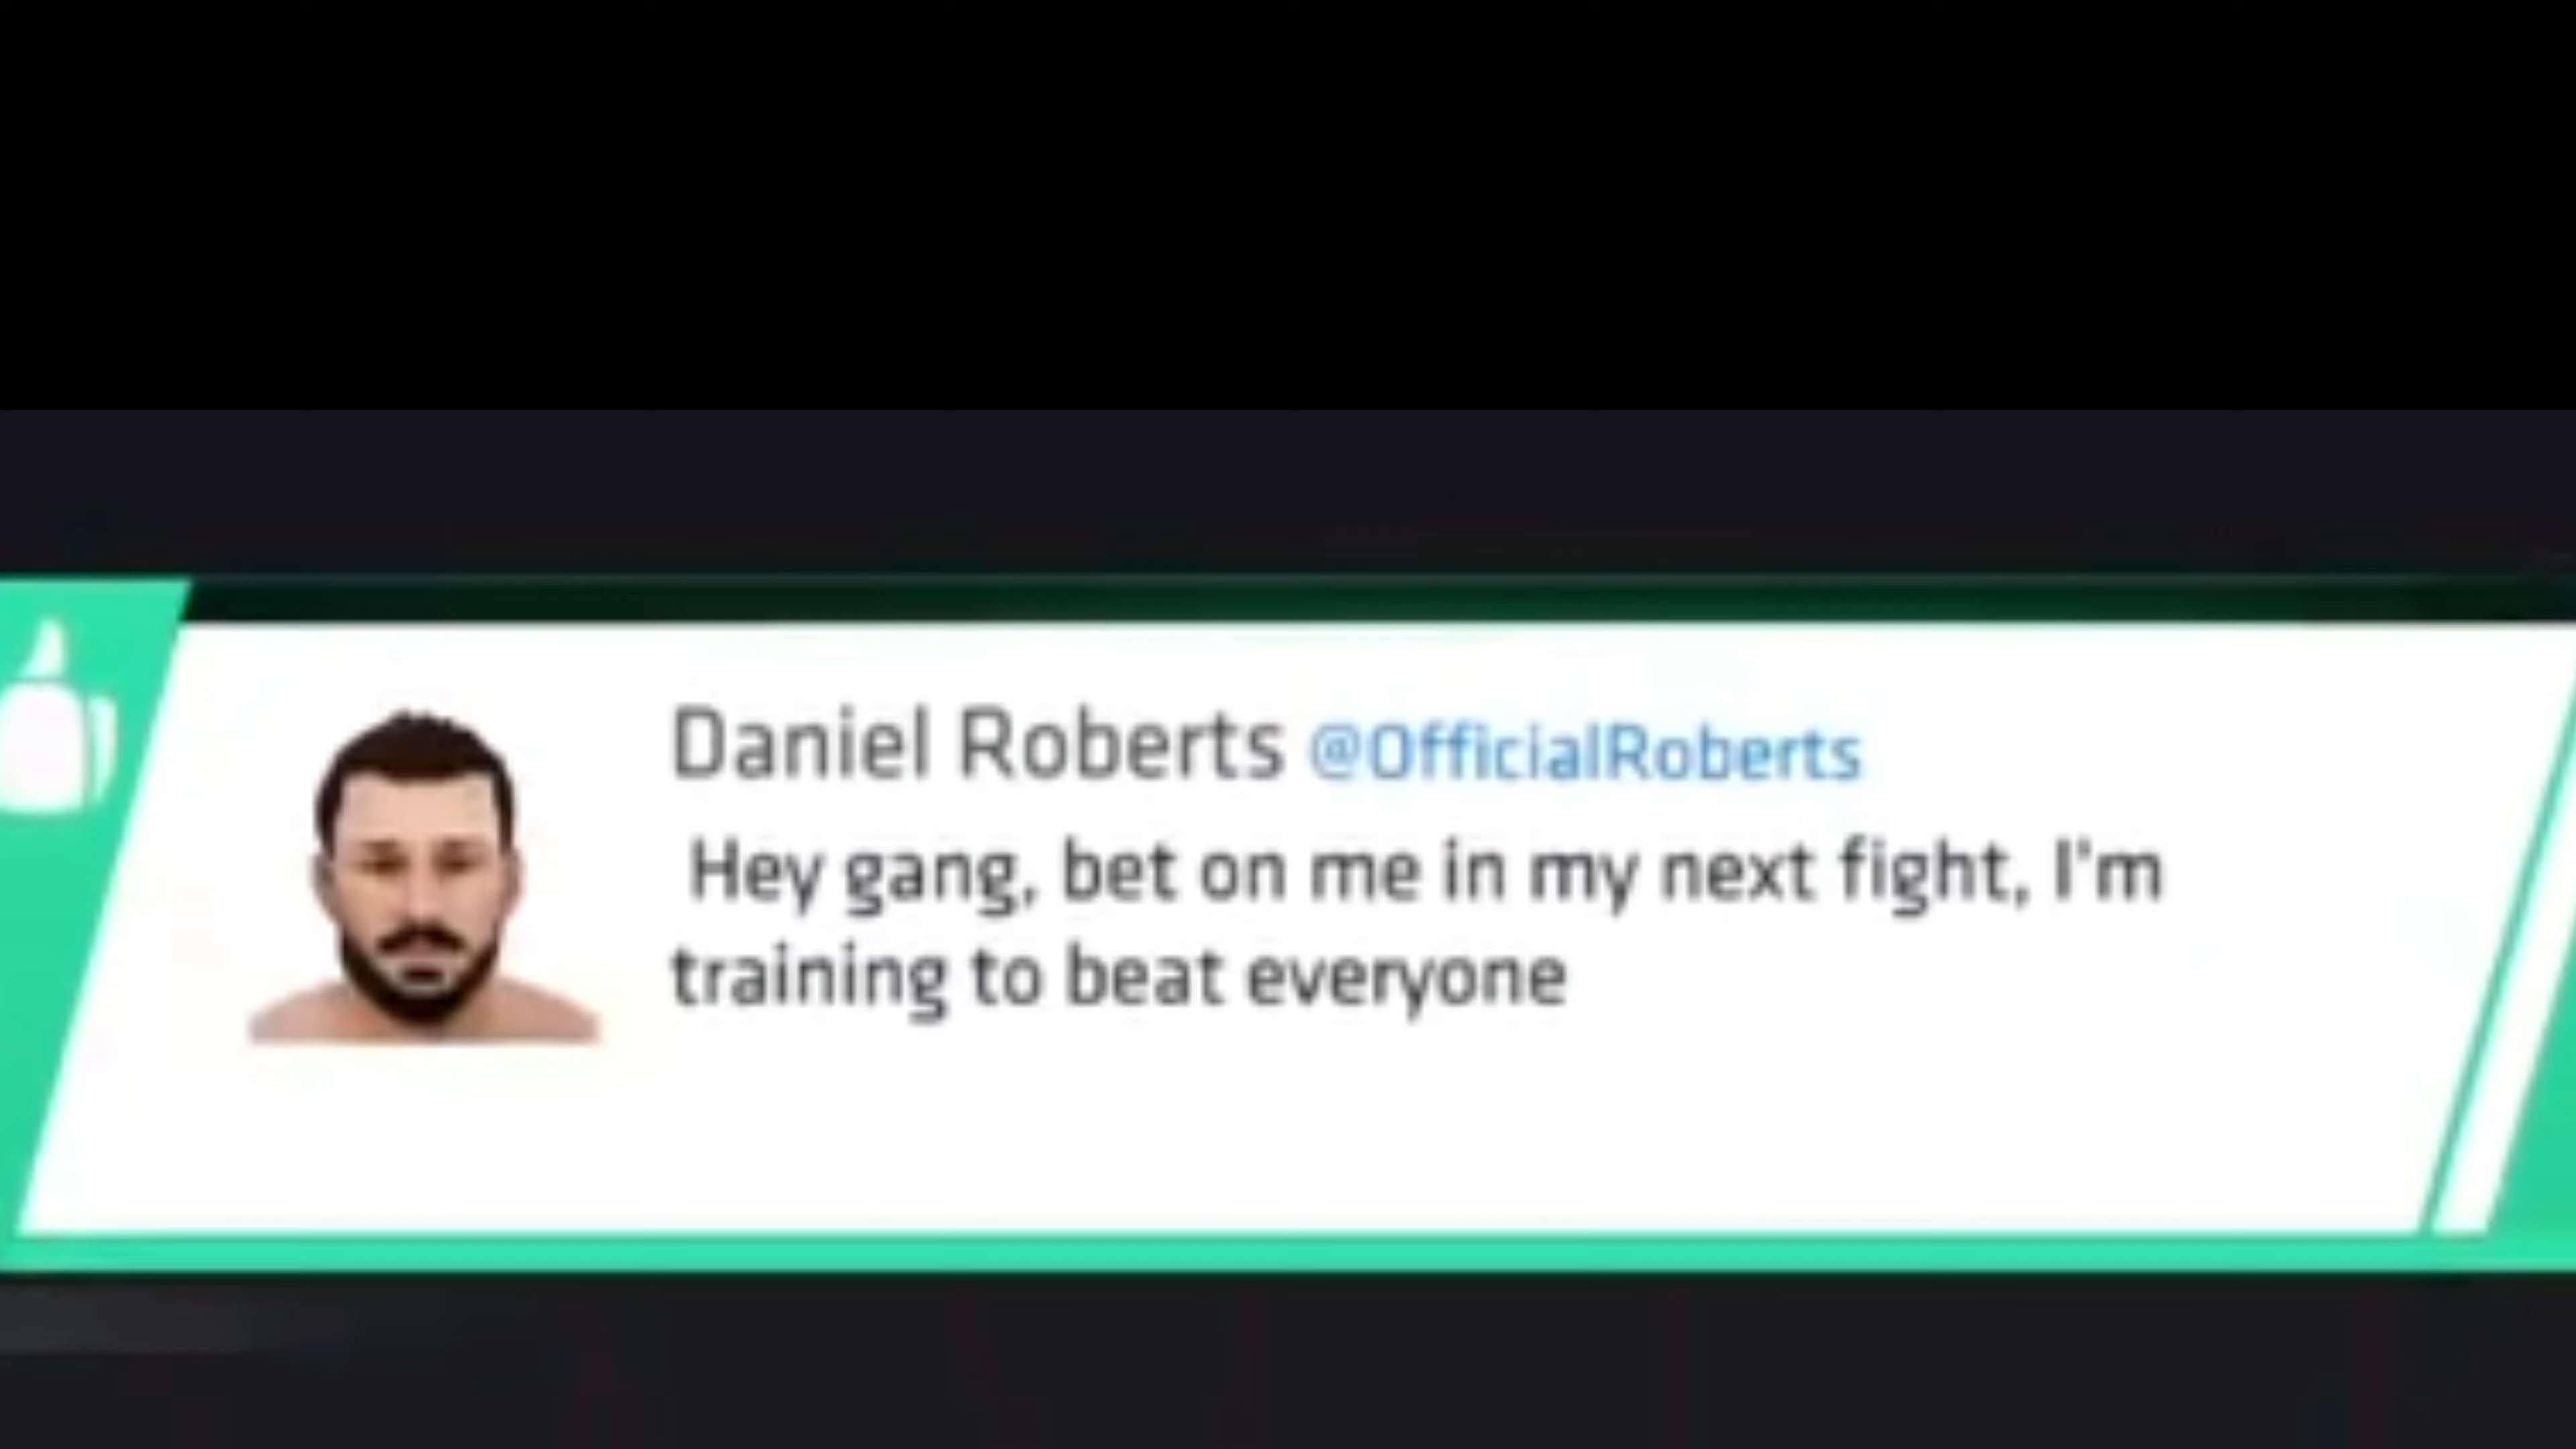 Daniel Roberts @OfficialRoberts
Hey gang, bet on me in my next fight, I'm
training to beat everyone